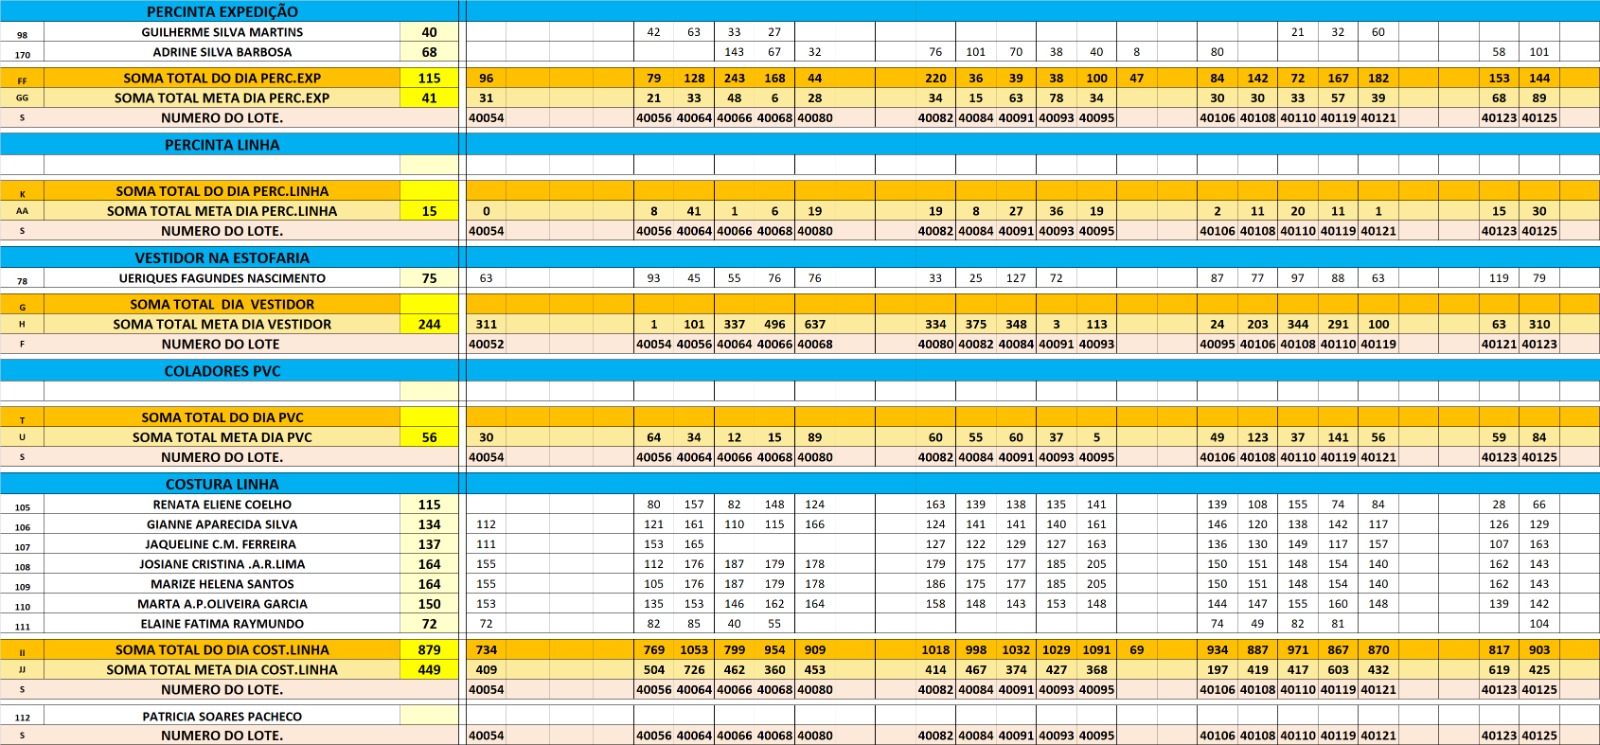 PERCINTA EXPEDIÇÃO
98 GUILHERME SILVA MARTINS 40 42 63 33 27 21 32 60
170 ADRINE SILVA BARBOSA 68 143 67 32 76 101 70 38 40 8 80 58 101
FF SOMA TOTAL DO DIA PERC.EXP 115 96 79 128 243 168 44 220 36 39 38 100 47 84 142 72 167 182 153 144
GG SOMA TOTAL META DIA PERC.EXP 41 31 21 33 48 6 28 34 15 63 78 34 30 30 33 57 39 68 89
S NUMERO DO LOTE. 40054 40056 40064 40066 40068 40080 40082 40084 40091 40093 40095 40106 40108 40110 40119 40121 40123 40125
PERCINTA LINHA
K SOMA TOTAL DO DIA PERC.LINHA
AA SOMA TOTAL META DIA PERC.LINHA 15 0 8 41 1 6 19 19 8 27 36 19 2 11 20 11 1 15 30
S NUMERO DO LOTE. 40054 40056 40064 40066 40068 40080 40082 40084 40091 40093 40095 40106 40108 40110 40119 40121 40123 40125
VESTIDOR NA ESTOFARIA
78 UERIQUES FAGUNDES NASCIMENTO 75 63 93 45 55 76 76 33 25 127 72 87 77 97 88 63 119 79
G SOMA TOTAL DIA VESTIDOR
H SOMA TOTAL META DIA VESTIDOR 244 311 1 101 337 496 637 334 375 348 3 113 24 203 344 291 100 63 310
F NUMERO DO LOTE 40052 40054 40056 40064 40066 40068 40080 40082 40084 40091 40093 40095 40106 40108 40110 40119 40121 40123
COLADORES PVC
T SOMA TOTAL DO DIA PVC
U SOMA TOTAL META DIA PVC 56 30 64 34 12 15 89 60 55 60 37 5 49 123 37 141 56 59 84
S NUMERO DO LOTE. 40054 40056 40064 40066 40068 40080 40082 40084 40091 40093 40095 40106 40108 40110 40119 40121 40123 40125
COSTURA LINHA
105 RENATA ELIENE COELHO 115 80 157 82 148 124 163 139 138 135 141 139 108 155 74 84 28 66
106 GIANNE APARECIDA SILVA 134 112 121 161 110 115 166 124 141 141 140 161 146 120 138 142 117 126 129
107 JAQUELINE C.M. FERREIRA 137 111 153 165 127 122 129 127 163 136 130 149 117 157 107 163
108 JOSIANE CRISTINA .A.R.LIMA 164 155 112 176 187 179 178 179 175 177 185 205 150 151 148 154 140 162 143
109 MARIZE HELENA SANTOS 164 155 105 176 187 179 178 186 175 177 185 205 150 151 148 154 140 162 143
110 MARTA A.P.OLIVEIRA GARCIA 150 153 135 153 146 162 164 158 148 143 153 148 144 147 155 160 148 139 142
111 ELAINE FATIMA RAYMUNDO 72 72 82 85 40 55 74 49 82 81 104
II SOMA TOTAL DO DIA COST.LINHA 879 734 769 1053 799 954 909 1018 998 1032 1029 1091 69 934 887 971 867 870 817 903
JJ SOMA TOTAL META DIA COST.LINHA 449 409 504 726 462 360 453 414 467 374 427 368 197 419 417 603 432 619 425
S NUMERO DO LOTE. 40054 40056 40064 40066 40068 40080 40082 40084 40091 40093 40095 40106 40108 40110 40119 40121 40123 40125
112 PATRICIA SOARES PACHECO
S NUMERO DO LOTE. 40054 40056 40064 40066 40068 40080 40082 40084 40091 40093 40095 40106 40108 40110 40119 40121 40123 40125